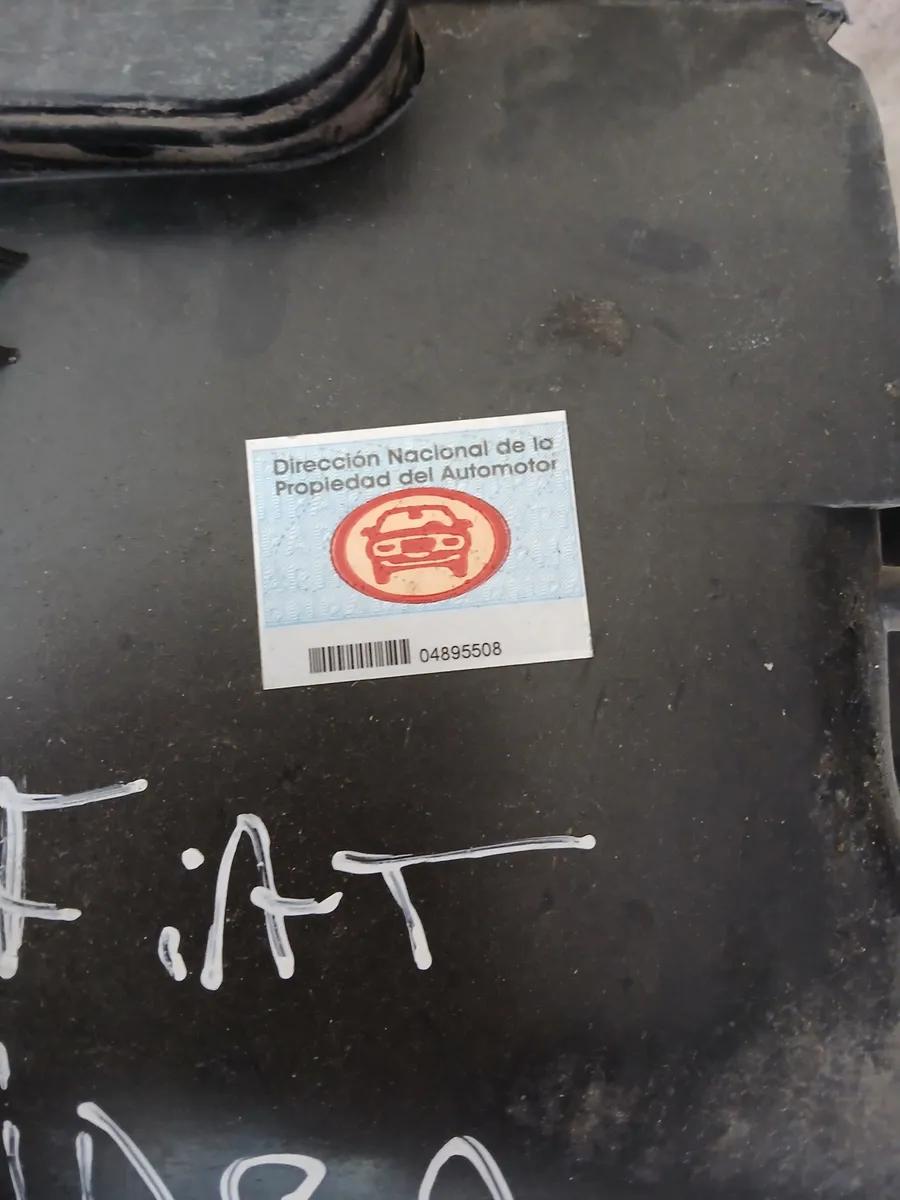 Dirección Nacional de la
Propiedad del Automotor
04895508
FiAT